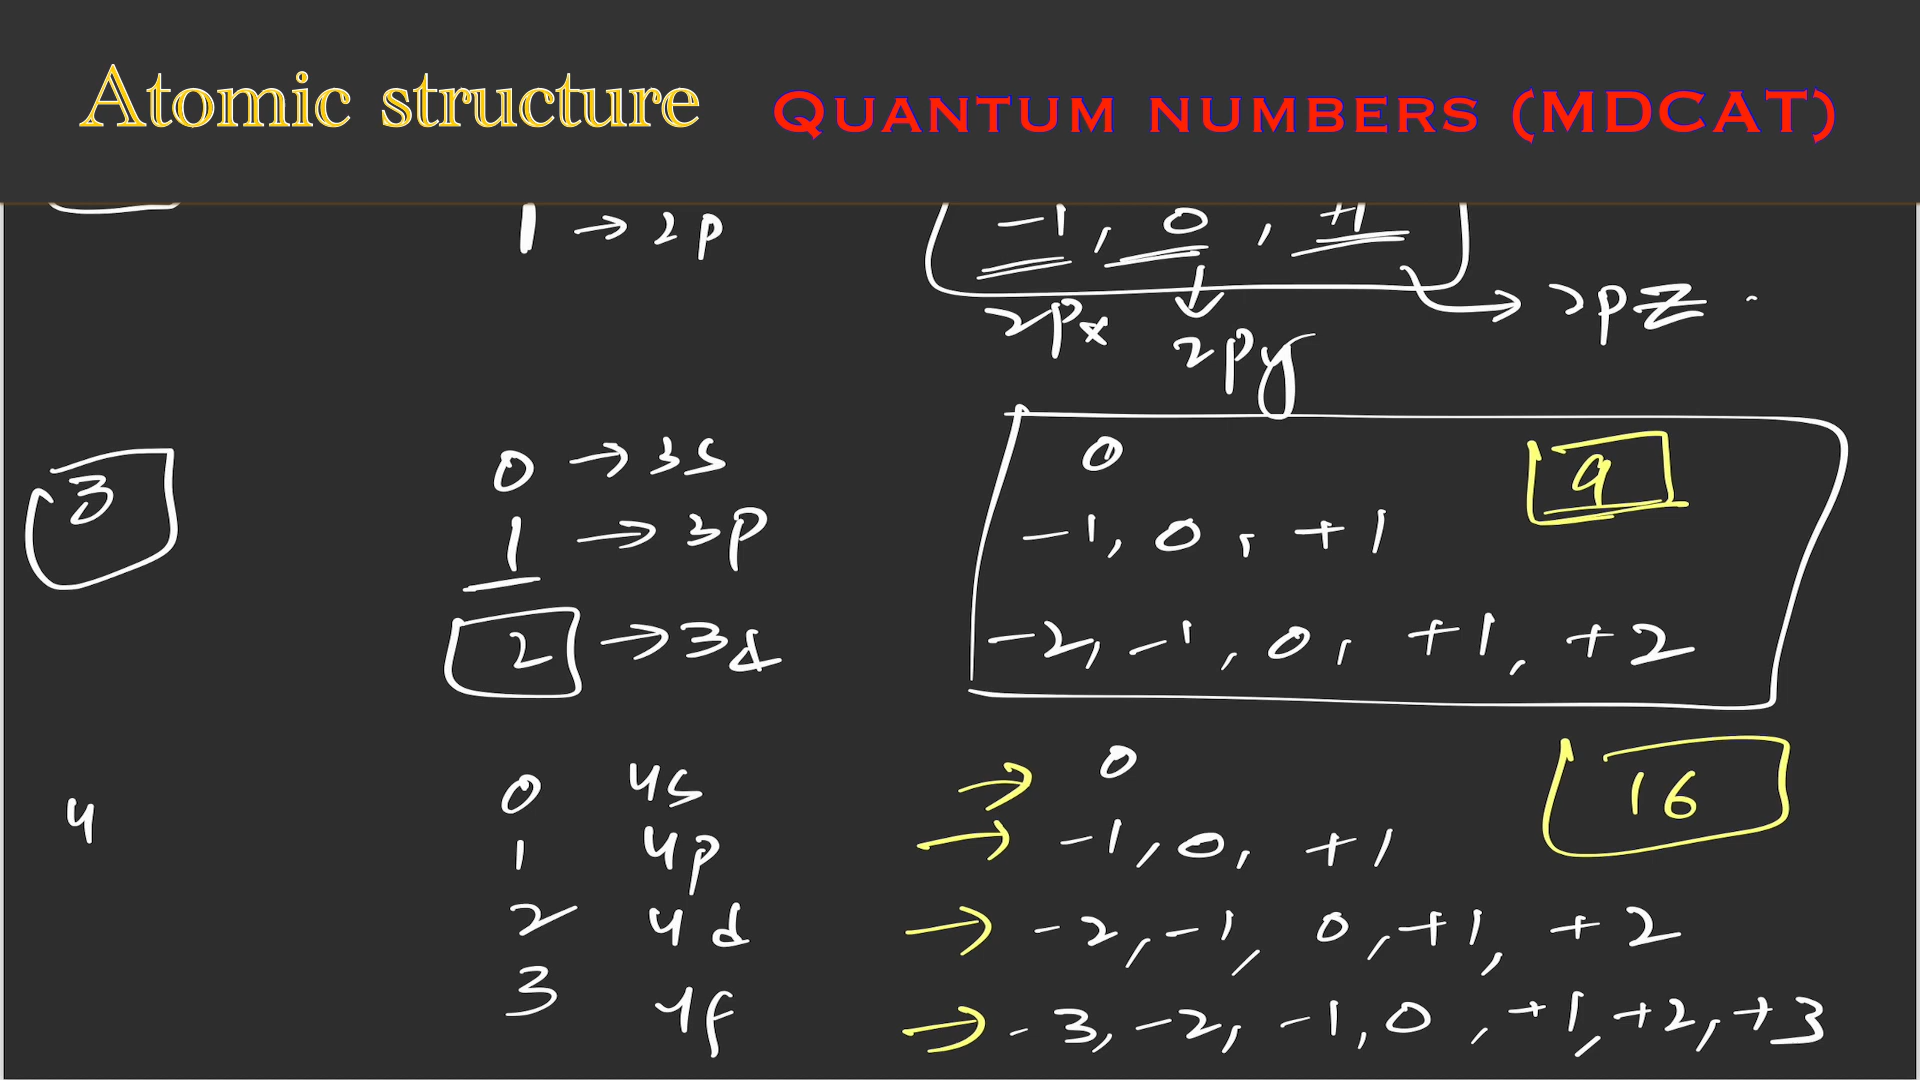 Atomic structure QUANTUM NUMBERS (MDCAT)
1 → 2p -1, 0, +1
2px 2py → 2pz
3 0 → 3s 0 9
1 → 3p -1, 0, +1
2 → 3d -2, -1, 0, +1, +2
4 0 4s → 0 16
1 4p → -1, 0, +1
2 4d → -2, -1, 0, +1, +2
3 4f → -3, -2, -1, 0, +1, +2, +3